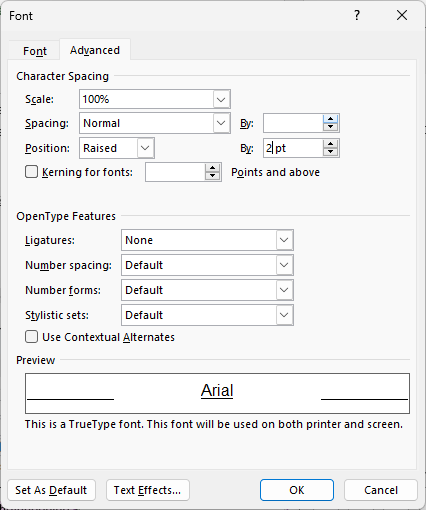 Font ?
Font Advanced
Character Spacing
Scale: 100%
Spacing: Normal By:
Position: Raised By: 2 pt
Kerning for fonts: Points and above
OpenType Features
Ligatures: None
Number spacing: Default
Number forms: Default
Stylistic sets: Default
Use Contextual Alternates
Preview
Arial
This is a TrueType font. This font will be used on both printer and screen.
Set As Default Text Effects... OK Cancel